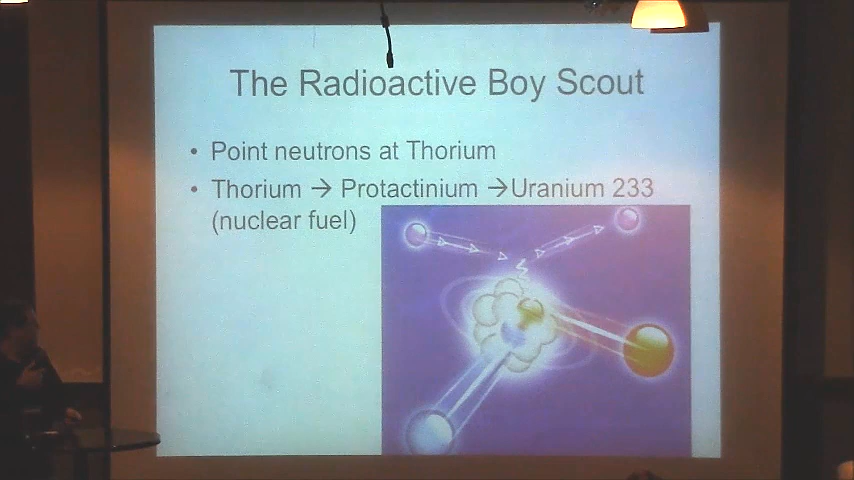 The Radioactive Boy Scout
• Point neutrons at Thorium
• Thorium → Protactinium →Uranium 233
(nuclear fuel)